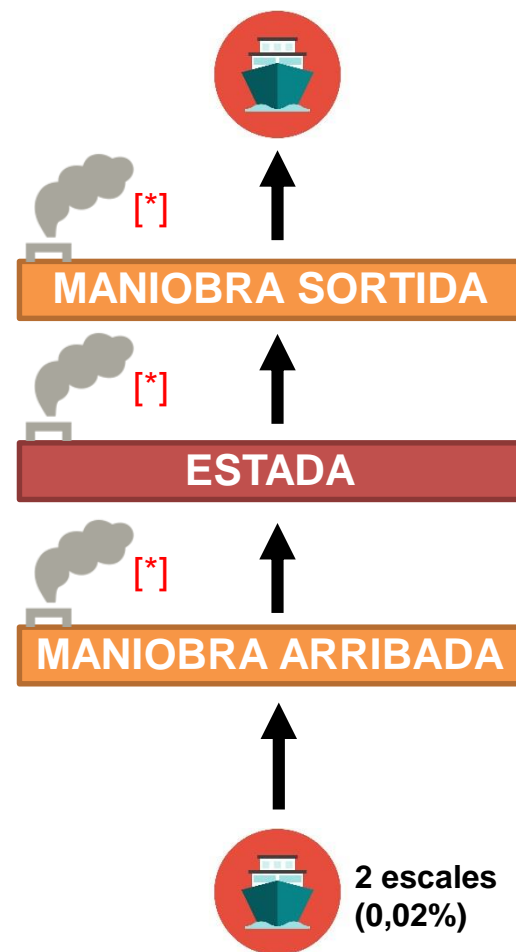 [*]
MANIOBRA SORTIDA
[*]
ESTADA
[*]
MANIOBRA ARRIBADA
2 escales
(0,02%)